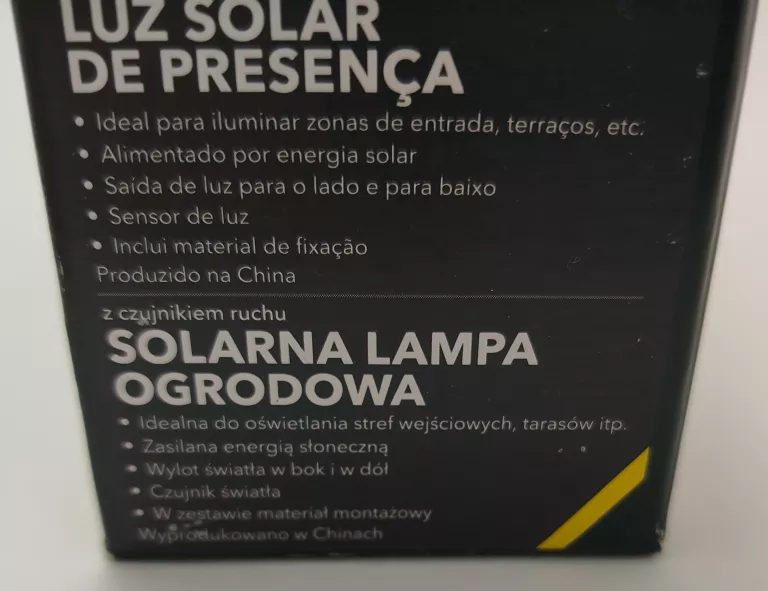 LUZ SOLAR
DE PRESENÇA
• Ideal para iluminar zonas de entrada, terraços, etc.
• Alimentado por energia solar
• Saída de luz para o lado e para baixo
• Sensor de luz
• Inclui material de fixação
Produzido na China
z czujnikiem ruchu
SOLARNA LAMPA
OGRODOWA
• Idealna do oświetlania stref wejściowych, tarasów itp.
• Zasilana energią słoneczną
• Wylot światła w bok i w dół
• Czujnik światła
• W zestawie materiał montażowy
Wyprodukowano w Chinach